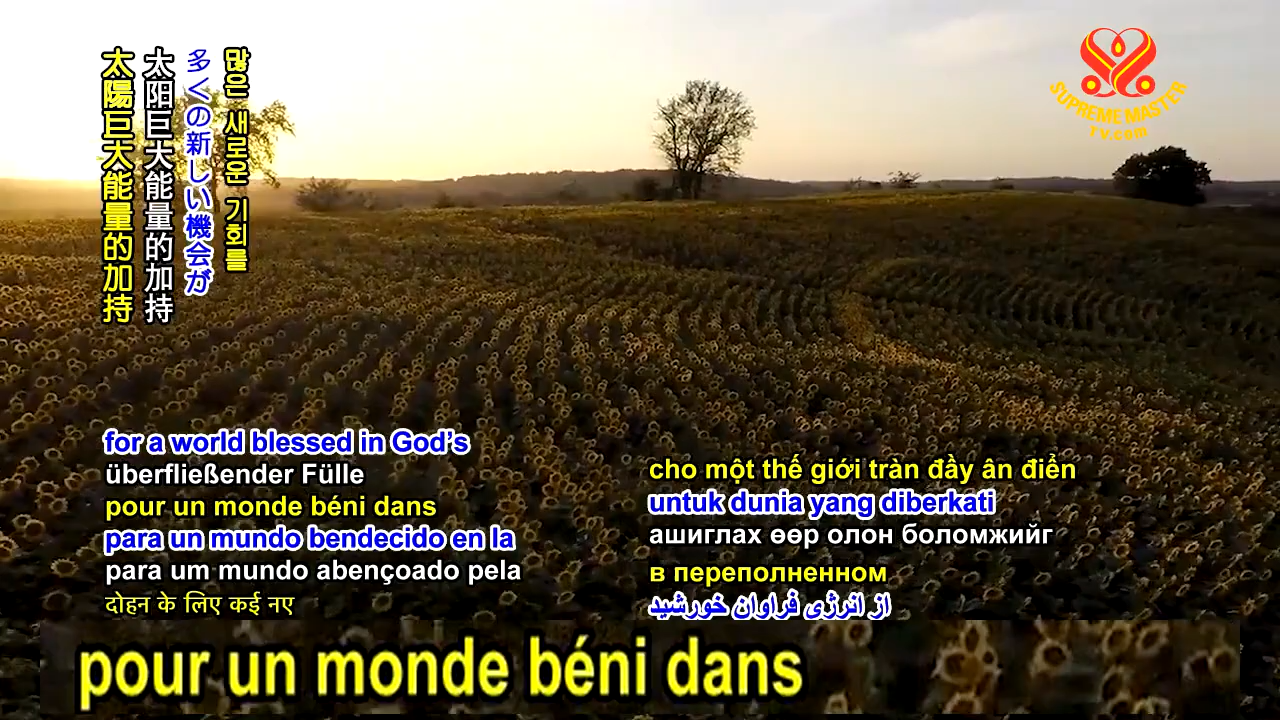 太陽巨大能量的加持
太阳巨大能量的加持
多くの新しい機会が
많은 새로운 기회를
SUPREME MASTER
TV.com
for a world blessed in God's
überfließender Fülle
pour un monde béni dans
para un mundo bendecido en la
para um mundo abençoado pela
दोहन के लिए कई नए
cho một thế giới tràn đầy ân điển
untuk dunia yang diberkati
ашиглах өөр олон боломжийг
в переполненном
از انرژی فراوان خورشید
pour un monde béni dans